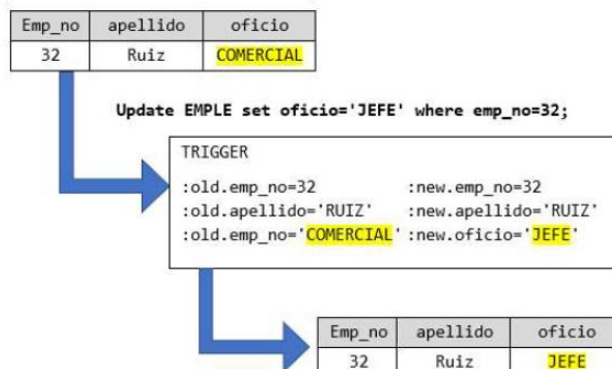 Emp_no apellido oficio
32 Ruiz COMERCIAL
Update EMPLE set oficio='JEFE' where emp_no=32;
TRIGGER
:old.emp_no=32 :new.emp_no=32
:old.apellido='RUIZ' :new.apellido='RUIZ'
:old.emp_no='COMERCIAL' :new.oficio='JEFE'
Emp_no apellido oficio
32 Ruiz JEFE